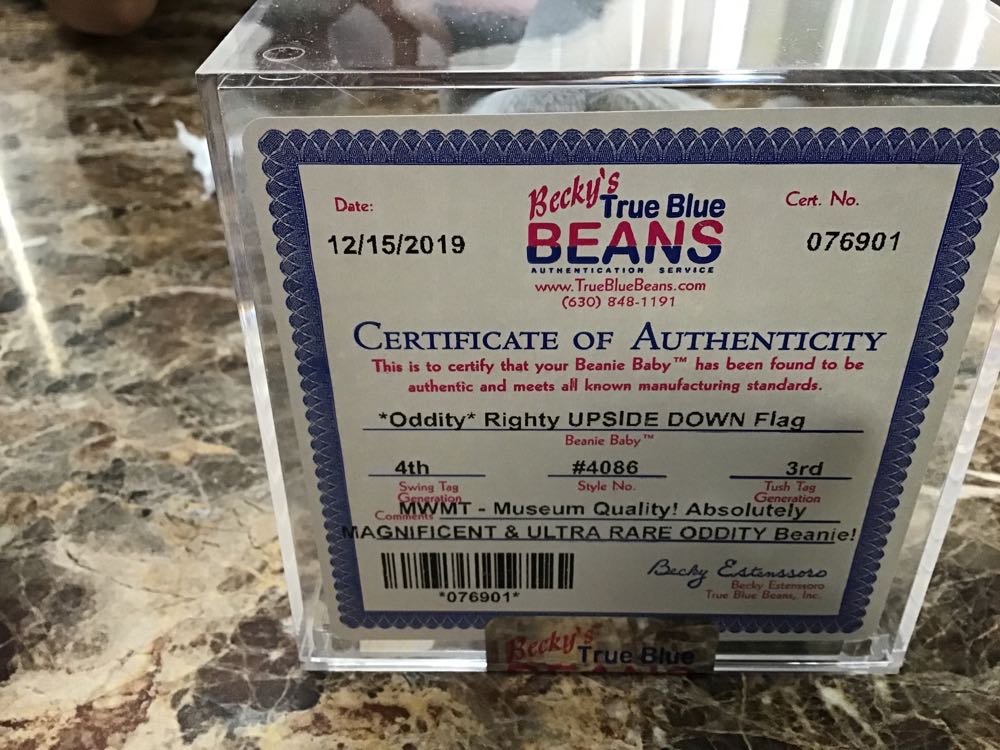 Date:
12/15/2019
Becky's
True Blue
BEANS
AUTHENTICATION SERVICE
www.TrueBlueBeans.com
(630) 848-1191
Cert. No.
076901
CERTIFICATE OF AUTHENTICITY
This is to certify that your Beanie Baby™ has been found to be
authentic and meets all known manufacturing standards.
*Oddity* Righty UPSIDE DOWN Flag
Beanie Baby™
4th #4086 3rd
Swing Tag Generation
Style No.
Tush Tag Generation
Comments MWMT - Museum Quality! Absolutely
MAGNIFICENT & ULTRA RARE ODDITY Beanie!
*076901*
Becky Estenssoro
Becky Estenssoro
True Blue Beans, Inc.
Becky's
True Blue
BEANS